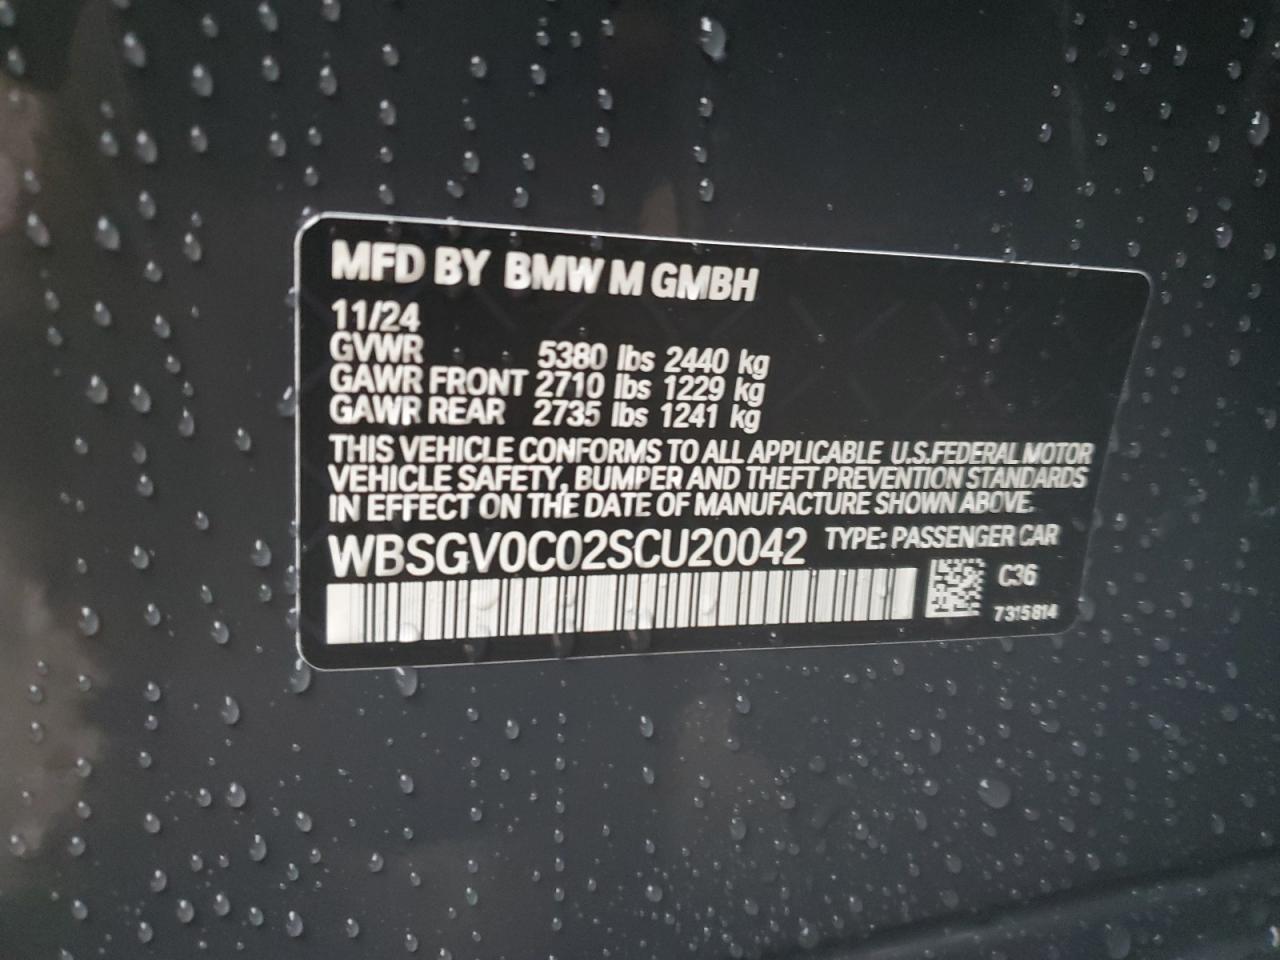 MFD BY BMW M GMBH
11/24
GVWR 5380 lbs 2440 kg
GAWR FRONT 2710 lbs 1229 kg
GAWR REAR 2735 lbs 1241 kg
THIS VEHICLE CONFORMS TO ALL APPLICABLE U.S.FEDERAL MOTOR
VEHICLE SAFETY, BUMPER AND THEFT PREVENTION STANDARDS
IN EFFECT ON THE DATE OF MANUFACTURE SHOWN ABOVE.
WBSGV0C02SCU20042 TYPE: PASSENGER CAR
C36
7315814